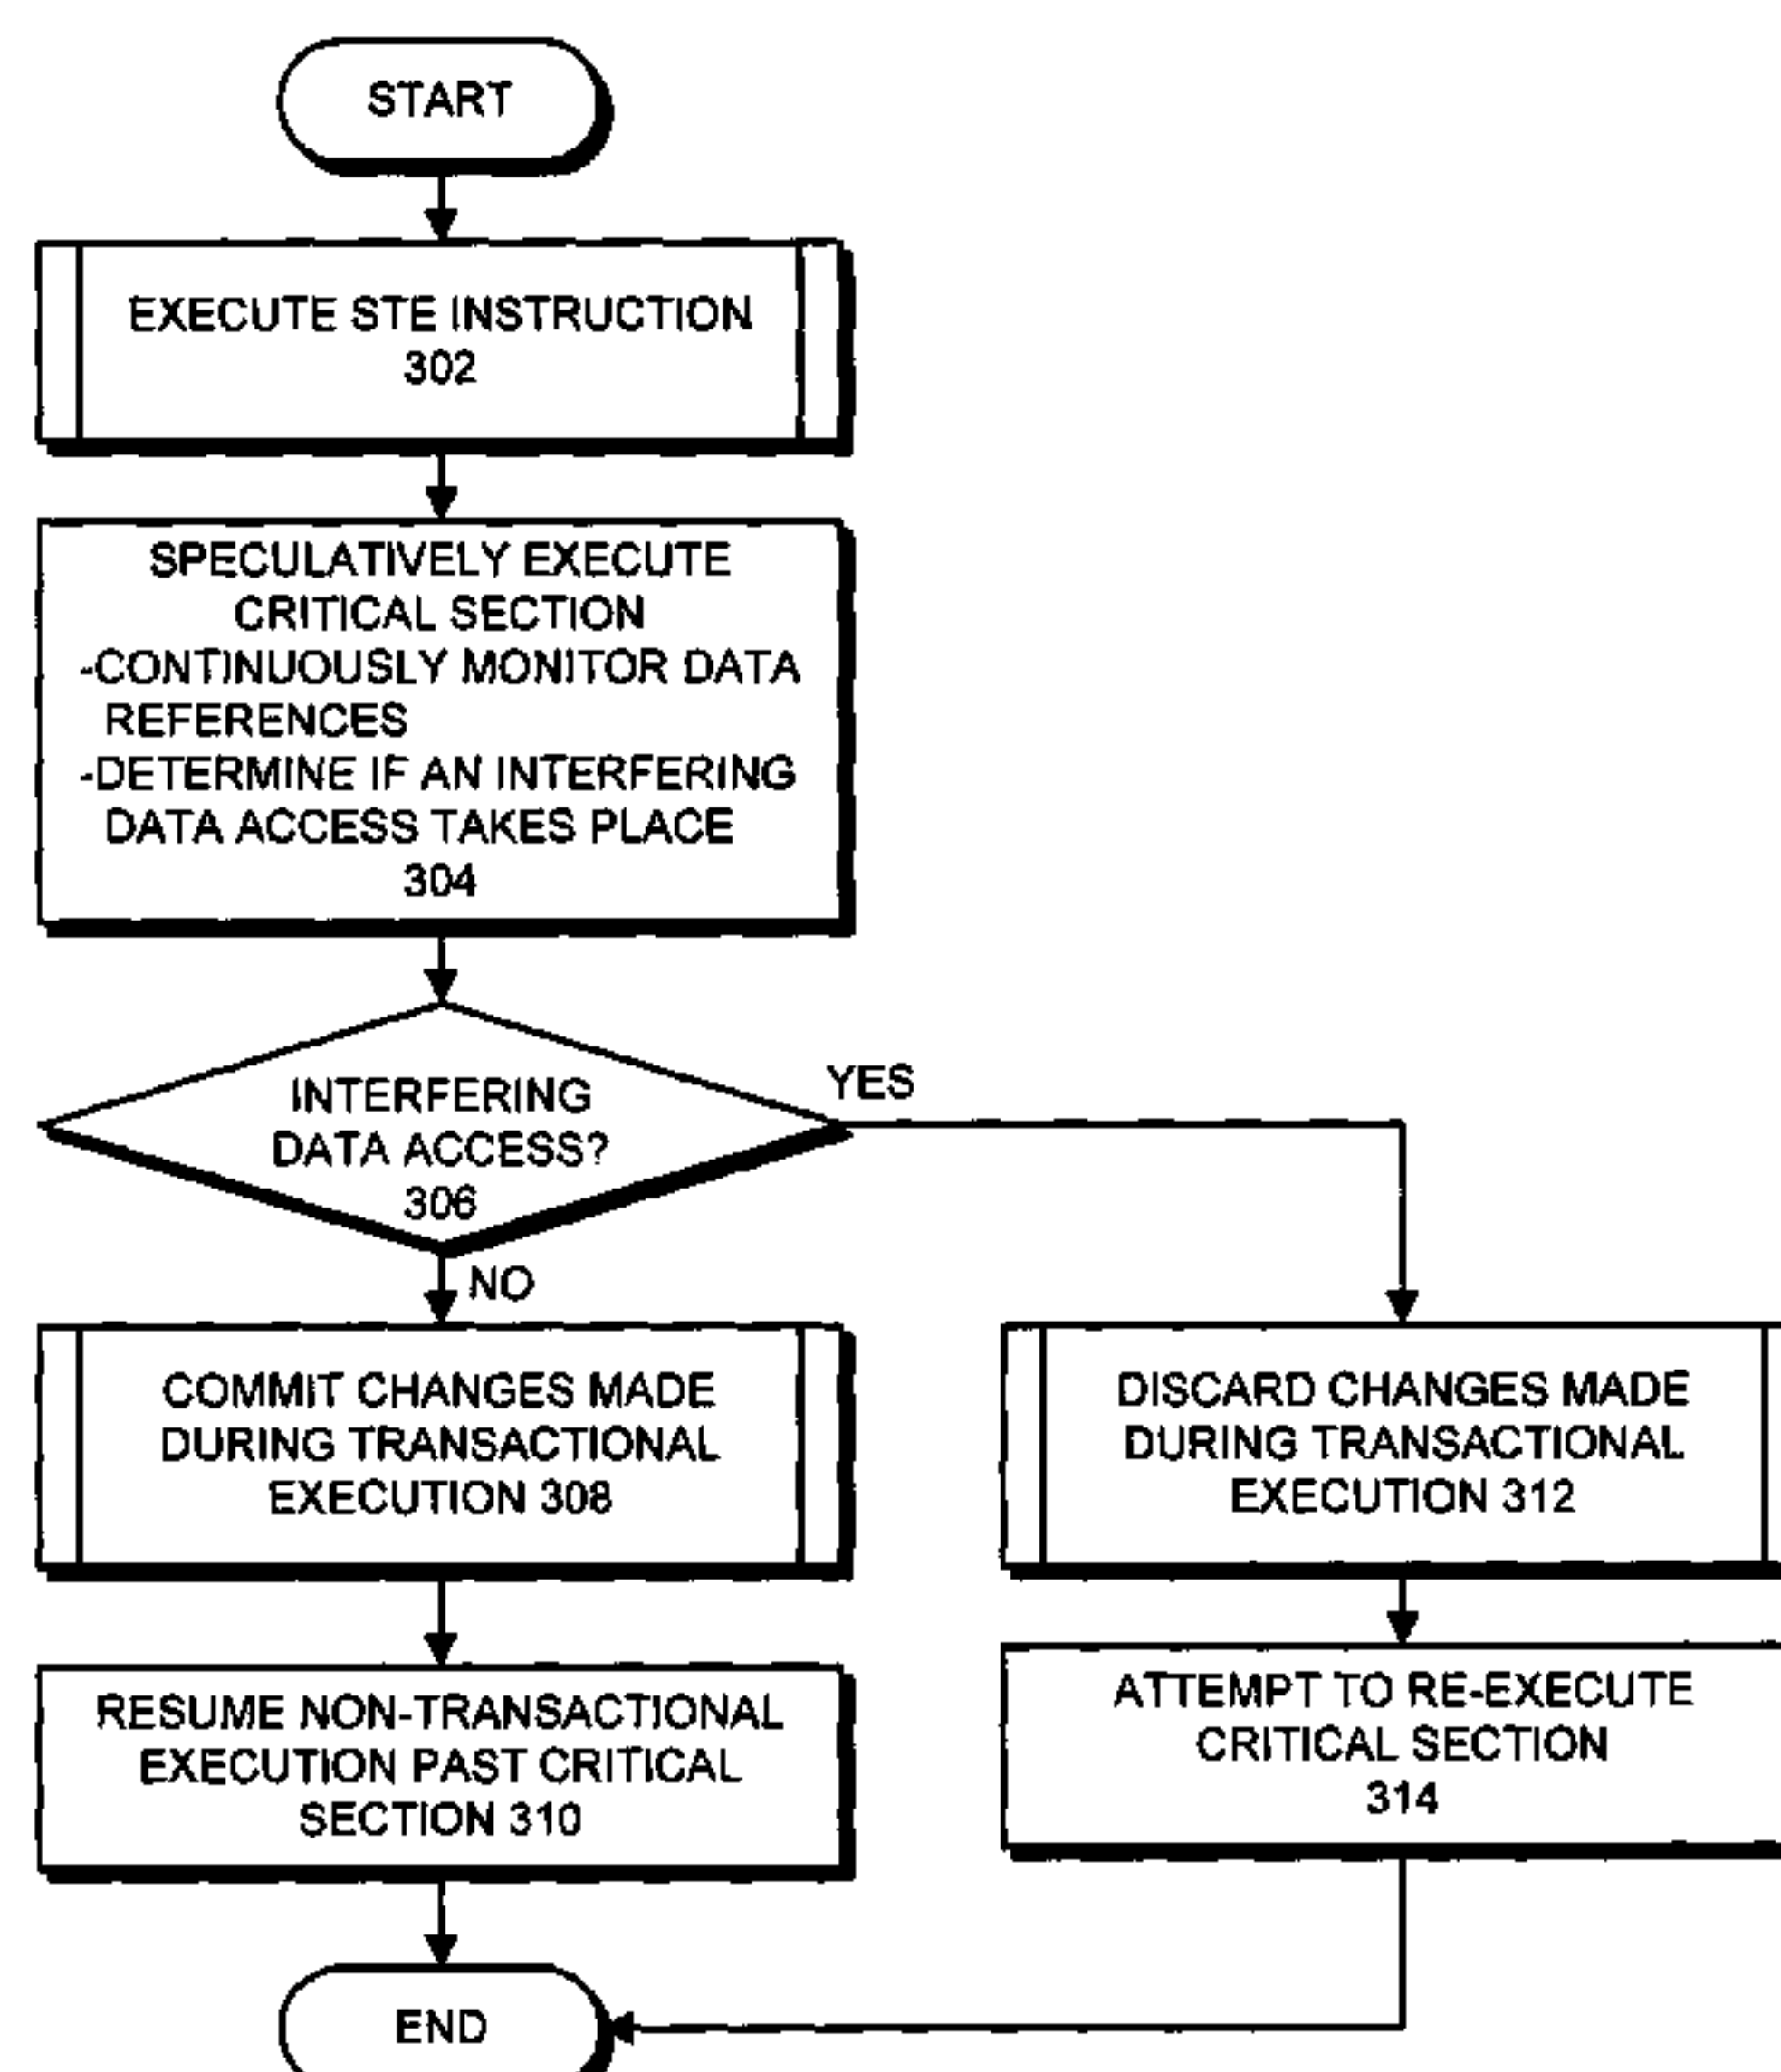 START
EXECUTE STE INSTRUCTION
302
SPECULATIVELY EXECUTE
CRITICAL SECTION
-CONTINUOUSLY MONITOR DATA
REFERENCES
-DETERMINE IF AN INTERFERING
DATA ACCESS TAKES PLACE
304
INTERFERING
DATA ACCESS?
306
YES
NO
COMMIT CHANGES MADE
DURING TRANSACTIONAL
EXECUTION 308
DISCARD CHANGES MADE
DURING TRANSACTIONAL
EXECUTION 312
RESUME NON-TRANSACTIONAL
EXECUTION PAST CRITICAL
SECTION 310
ATTEMPT TO RE-EXECUTE
CRITICAL SECTION
314
END